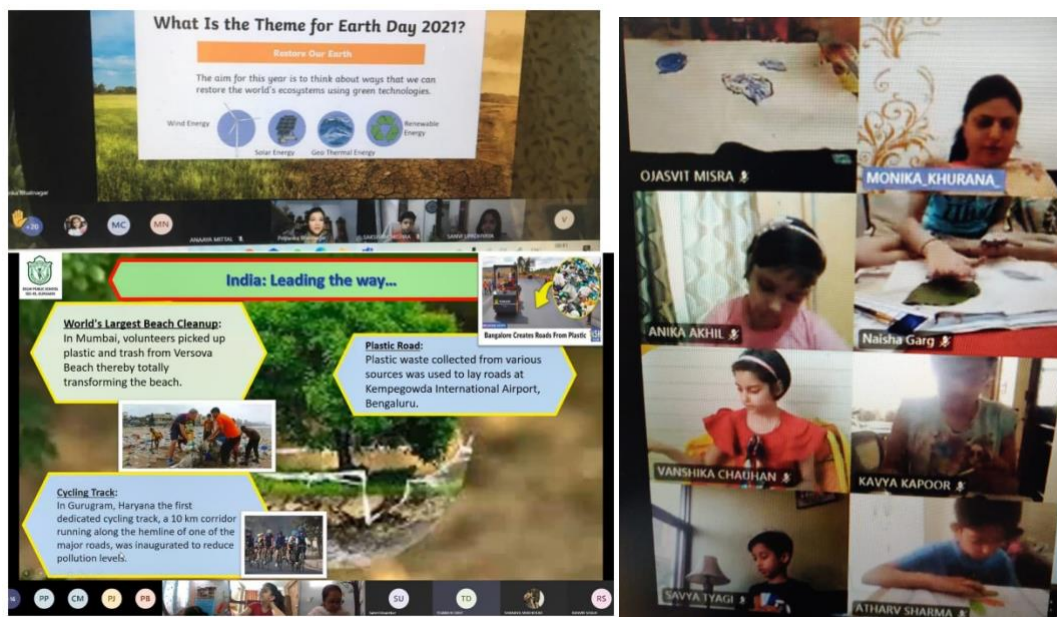 What Is the Theme for Earth Day 2021?
Restore Our Earth
The aim for this year is to think about ways that we can
restore the world's ecosystems using green technologies.
Wind Energy
Solar Energy
Geo Thermal Energy
Renewable
Energy
+20
MC
MN
V
ANANYA MITTAL
India: Leading the way...
Bangalore Creates Roads From Plastic
World's Largest Beach Cleanup:
In Mumbai, volunteers picked up
plastic and trash from Versova
Beach thereby totally
transforming the beach.
Plastic Road:
Plastic waste collected from various
sources was used to lay roads at
Kempegowda International Airport,
Bengaluru.
Cycling Track:
In Gurugram, Haryana the first
dedicated cycling track, a 10 km corridor
running along the hemline of one of the
major roads, was inaugurated to reduce
pollution levels.
PP
CM
PJ
PB
SU
TD
RS
OJASVIT MISRA
MONIKA_KHURANA_
ANIKA AKHIL
Naisha Garg
VANSHIKA CHAUHAN
KAVYA KAPOOR
SAVYA TYAGI
ATHARV SHARMA